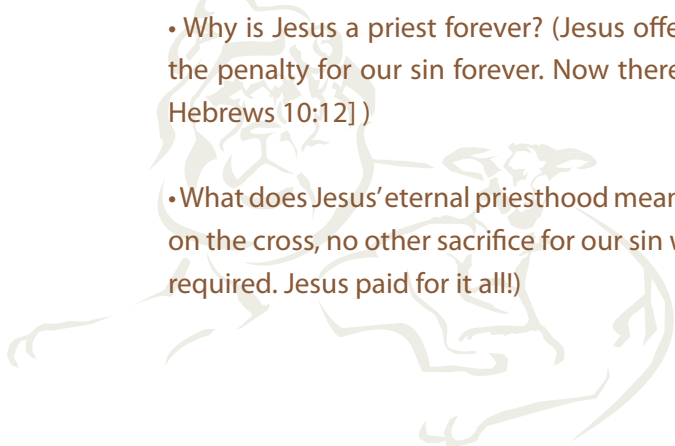 • Why is Jesus a priest forever? (Jesus offe
the penalty for our sin forever. Now there
Hebrews 10:12] )
• What does Jesus’ eternal priesthood mean
on the cross, no other sacrifice for our sin w
required. Jesus paid for it all!)